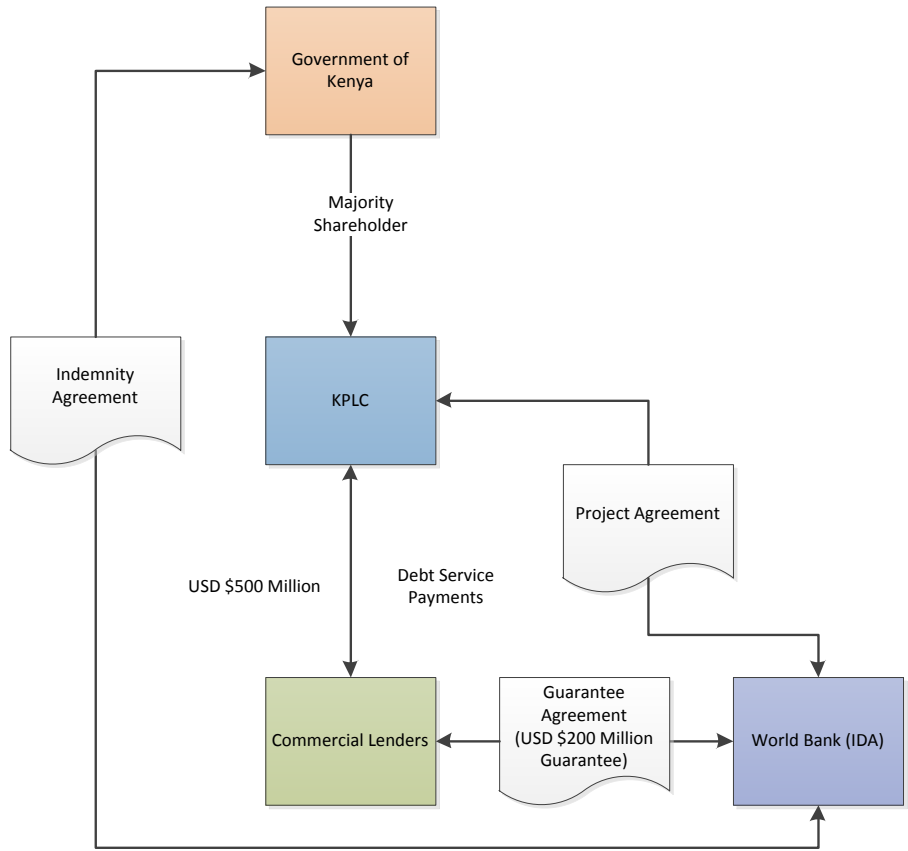 Government of
Kenya
Majority
Shareholder
Indemnity
Agreement
KPLC
Project Agreement
USD $500 Million
Debt Service
Payments
Commercial Lenders
Guarantee
Agreement
(USD $200 Million
Guarantee)
World Bank (IDA)